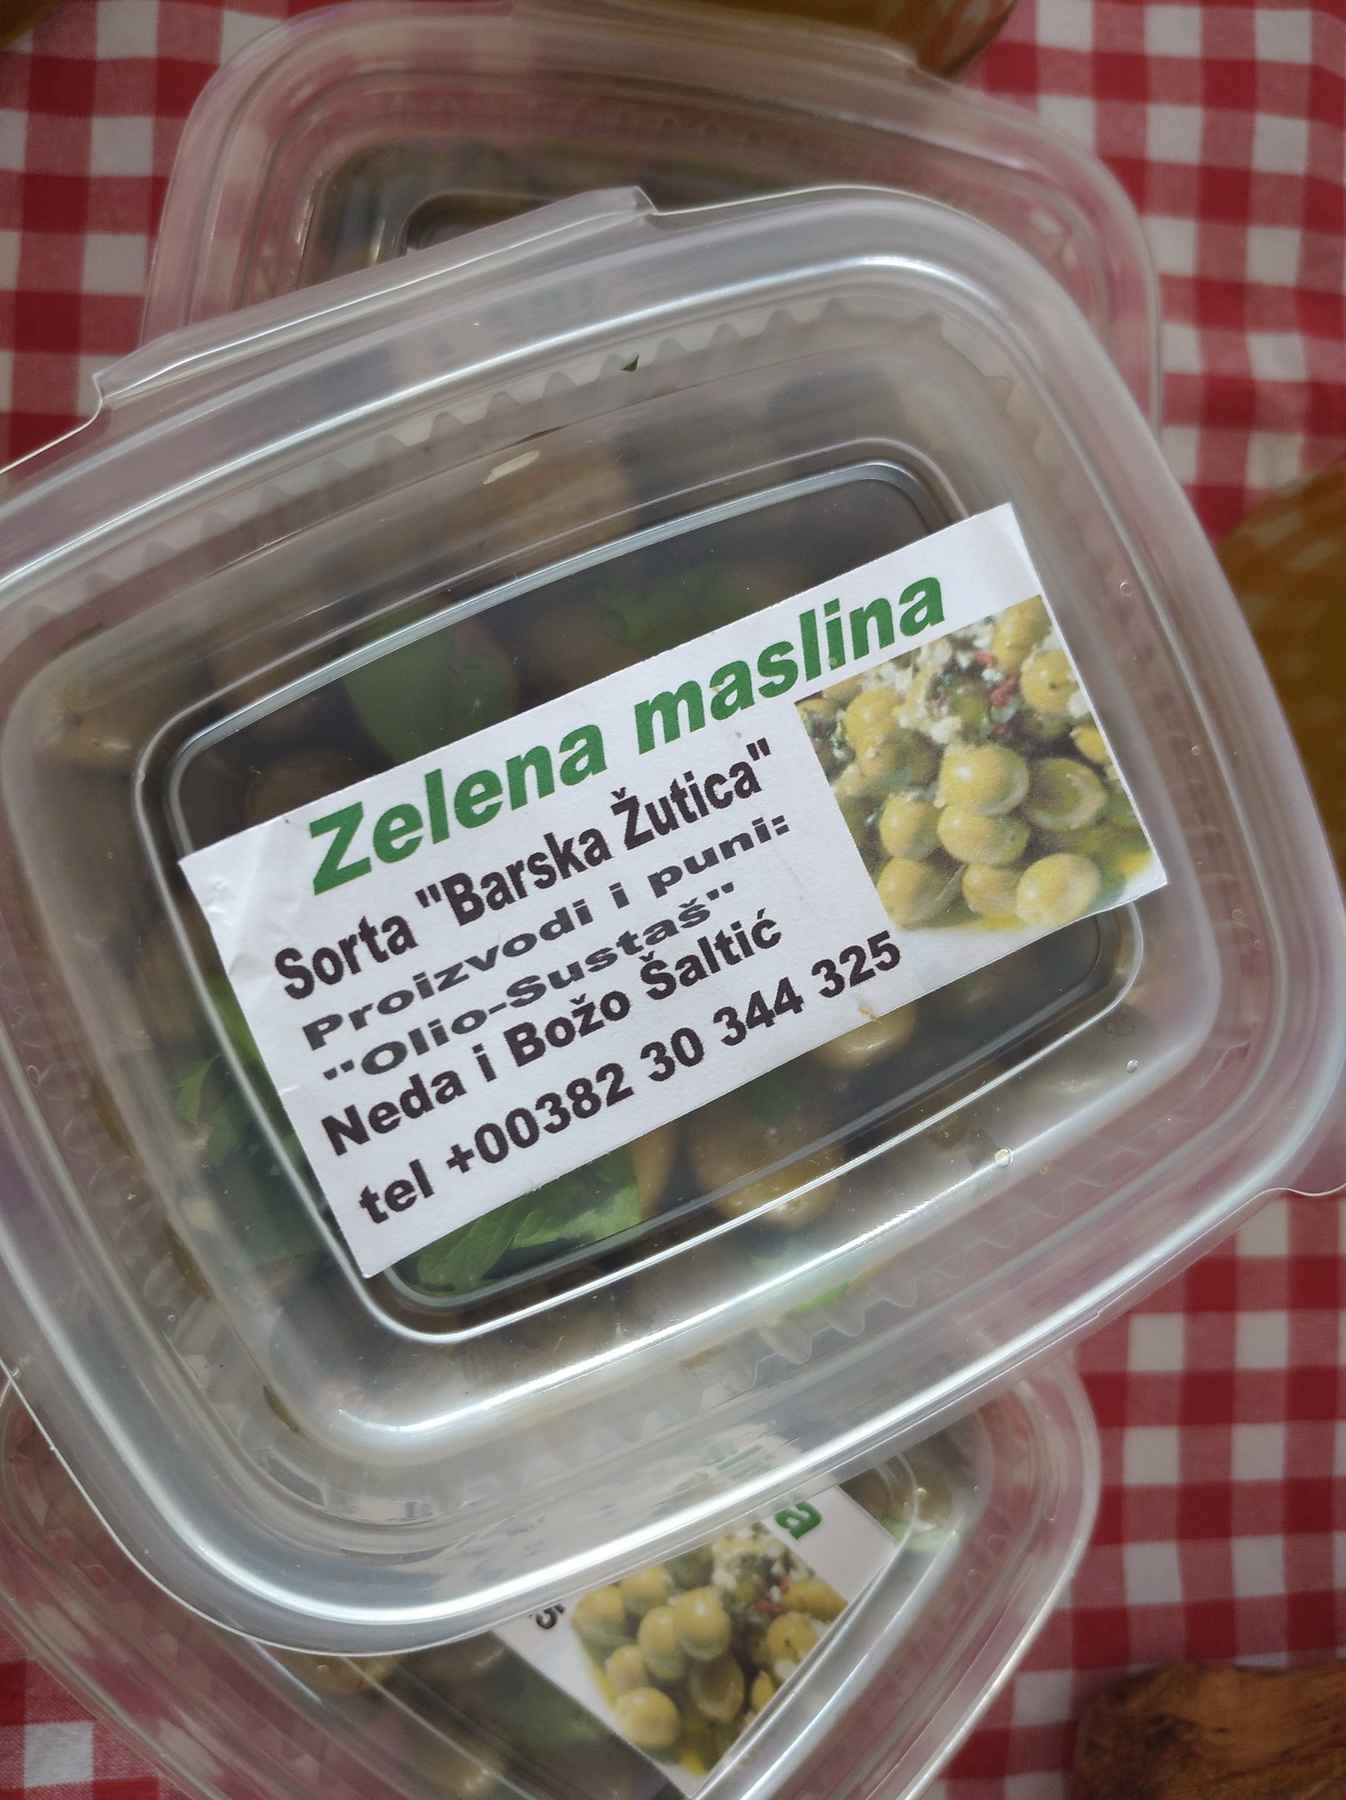 Zelena maslina
Sorta "Barska Žutica"
Proizvodi i puni:
"Olio-Sustaš"
Neda i Božo Šaltić
tel +00382 30 344 325